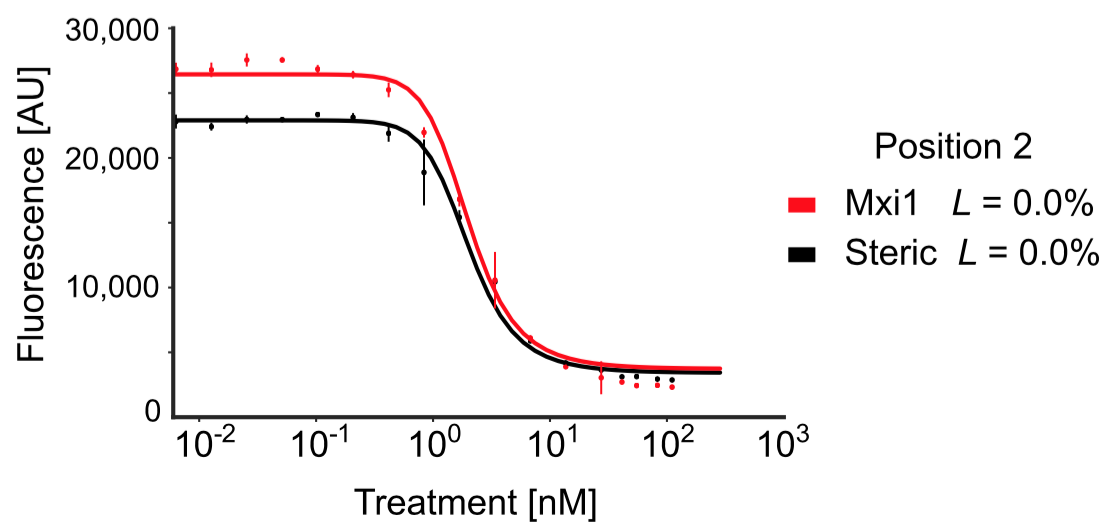 30,000
20,000
10,000
0
Fluorescence [AU]
10⁻² 10⁻¹ 10⁰ 10¹ 10² 10³
Treatment [nM]
Position 2
Mxi1 L = 0.0%
Steric L = 0.0%